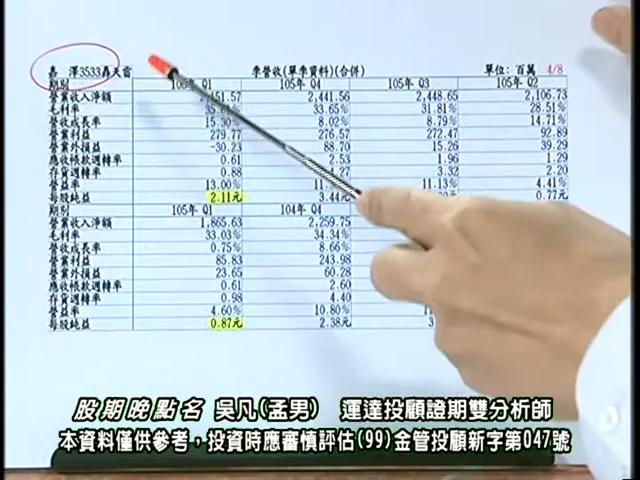 嘉 澤3533轟天雷 季營收(單季資料)(合併) 單位: 百萬 4/8
期別 106年 Q1 105年 Q4 105年 Q3 105年 Q2
營業收入淨額 2,451.57 2,441.56 2,448.65 2,106.73
毛利率 33.65% 31.81% 28.51%
營收成長率 15.30% 8.02% 8.79% 14.71%
營業利益 279.77 276.57 272.47 92.89
營業外損益 -30.23 88.70 15.26 39.29
應收帳款週轉率 0.61 2.53 1.96 1.29
存貨週轉率 0.88 3.32 2.20
營益率 13.00% 11.13% 4.41%
每股純益 2.11元 3.44元 0.77元
期別 105年 Q1 104年 Q4
營業收入淨額 1,865.63 2,259.75
毛利率 33.03% 34.34%
營收成長率 0.75% 8.66%
營業利益 85.83 243.98
營業外損益 23.65 60.28
應收帳款週轉率 0.61 2.60
存貨週轉率 0.98 4.40
營益率 4.60% 10.80%
每股純益 0.87元 2.38元
股期晚點名 吳凡(孟男) 運達投顧證期雙分析師
本資料僅供參考，投資時應審慎評估(99)金管投顧新字第047號